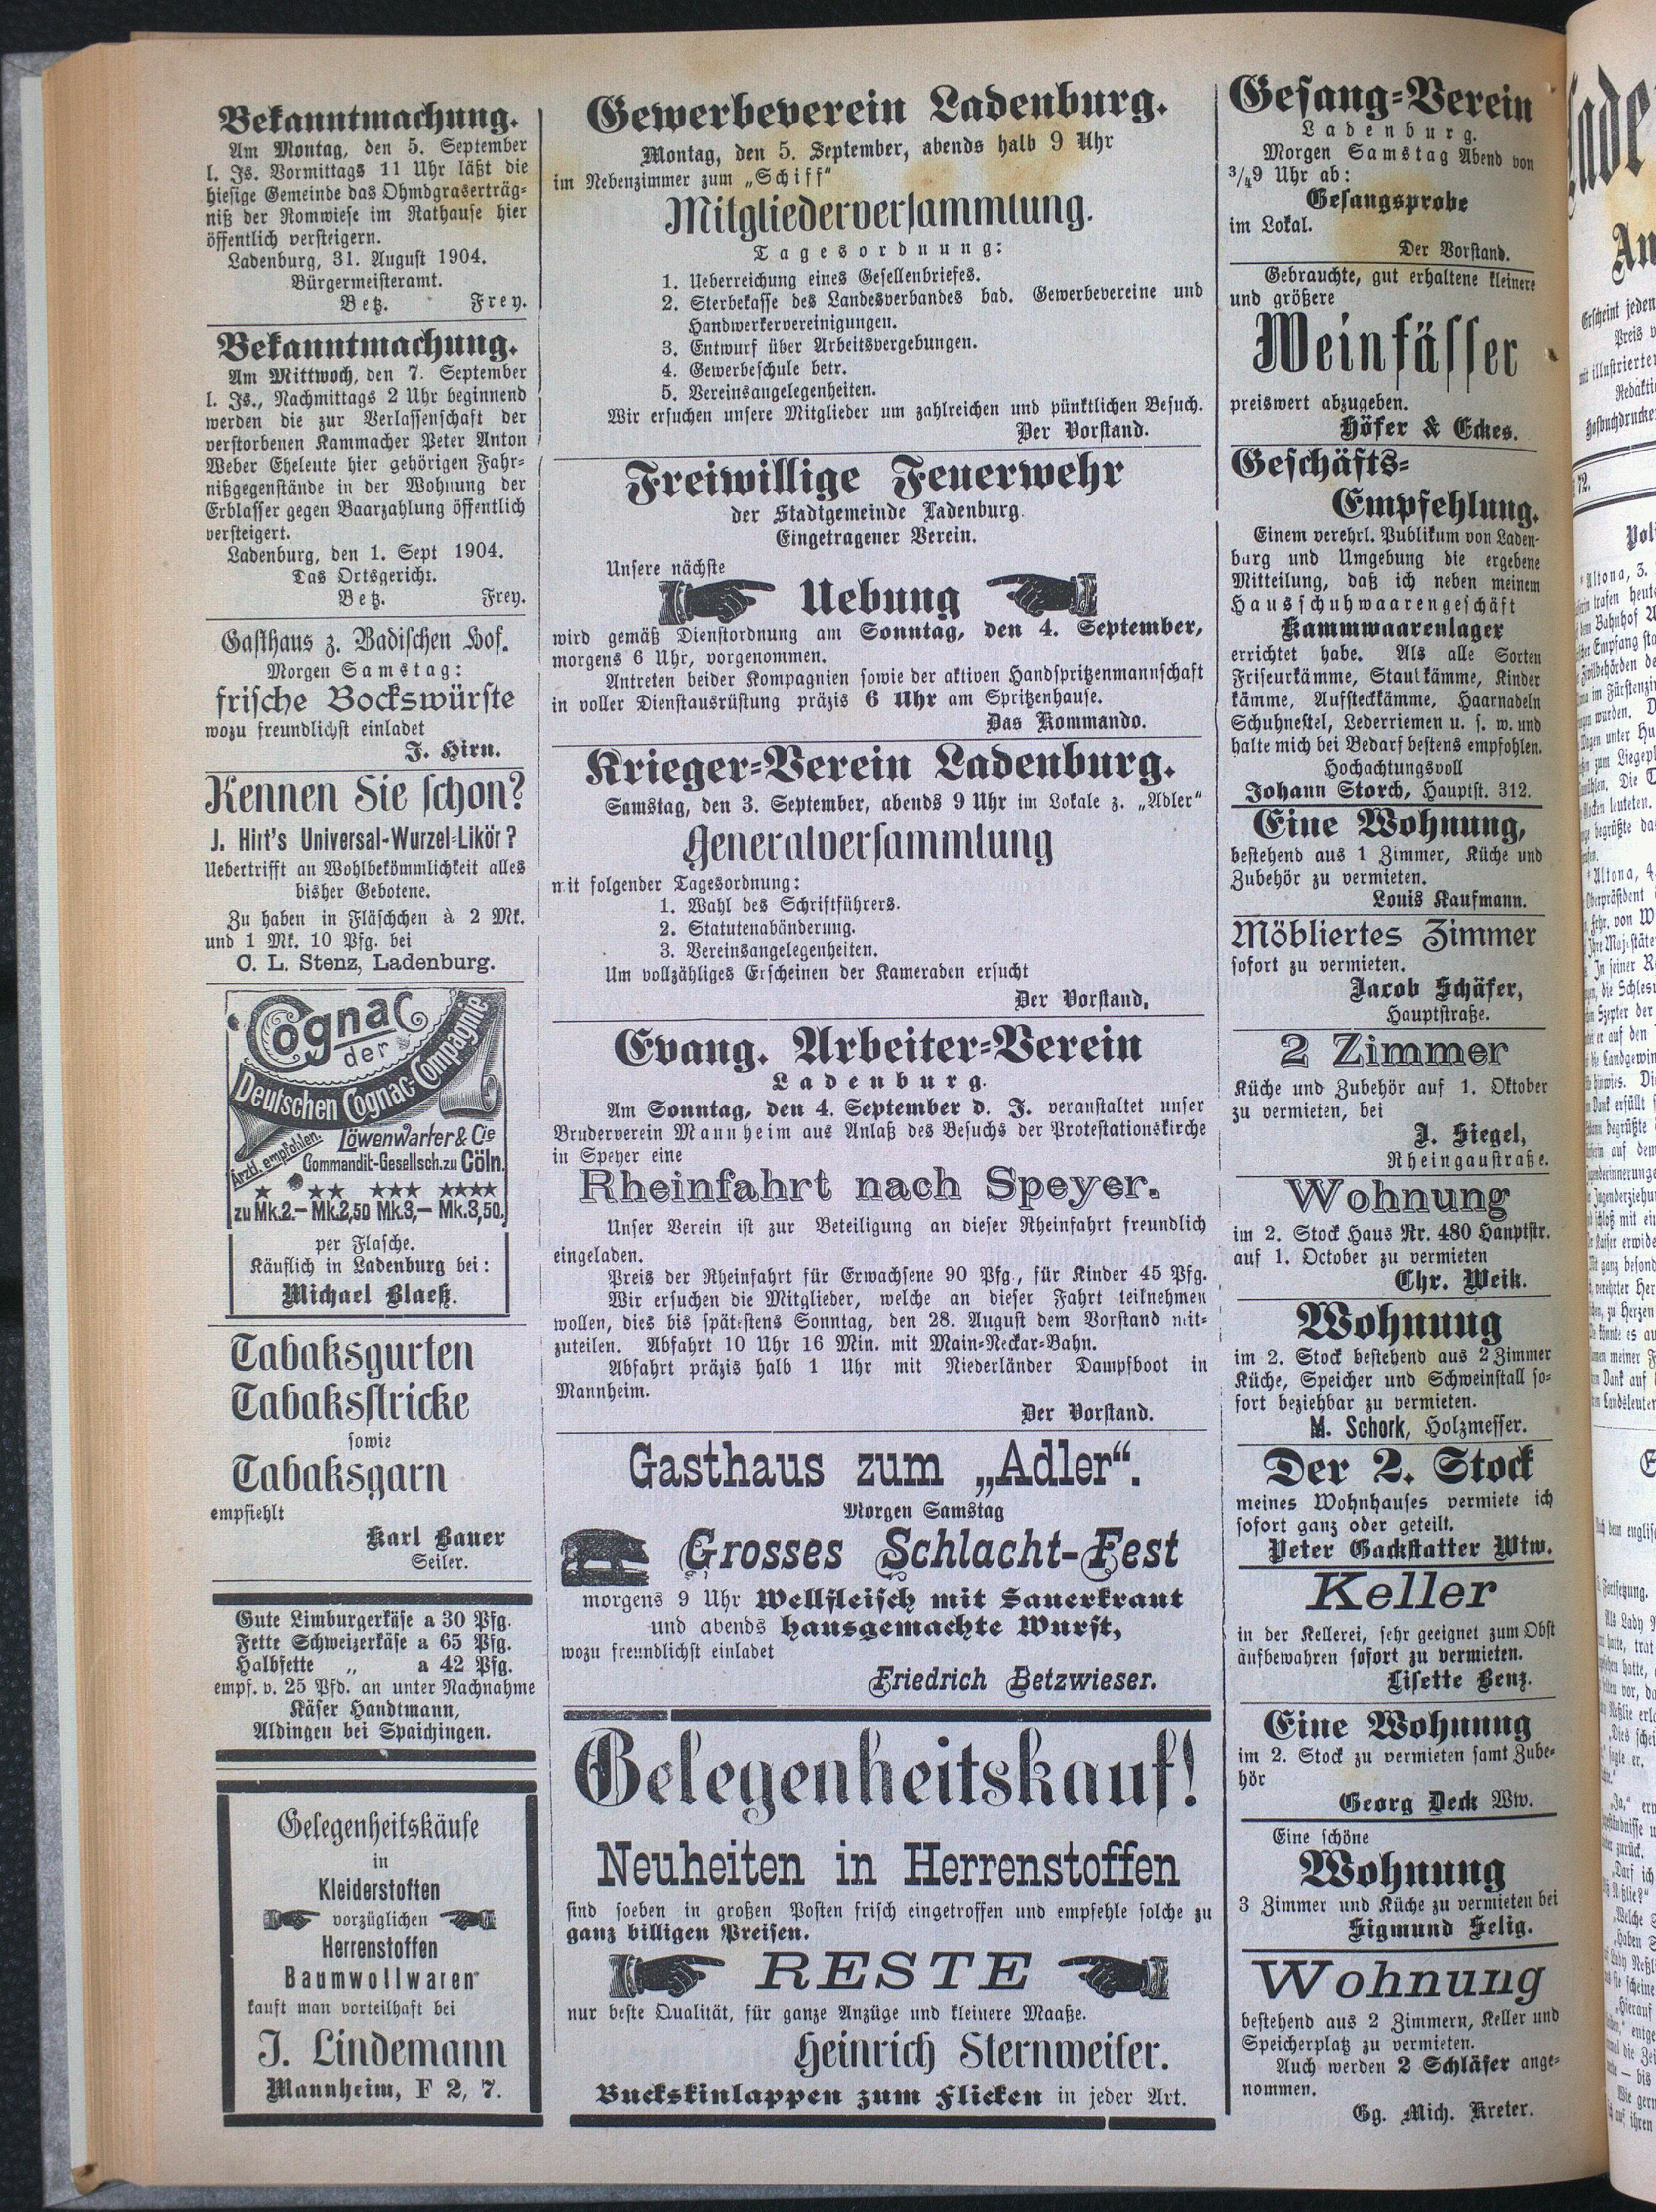 Bekanntmachung.
Am Montag, den 5. September
l. Js. Vormittags 11 Uhr läßt die
hiesige Gemeinde das Ohmdgraserträg-
niß der Romwiese im Rathause hier
öffentlich versteigern.
Ladenburg, 31. August 1904.
Bürgermeisteramt.
Betz. Frey.
Bekanntmachung.
Am Mittwoch, den 7. September
l. Js., Nachmittags 2 Uhr beginnend
werden die zur Verlassenschaft der
verstorbenen Kammacher Peter Anton
Weber Eheleute hier gehörigen Fahr-
nißgegenstände in der Wohnung der
Erblasser gegen Baarzahlung öffentlich
versteigert.
Ladenburg, den 1. Sept 1904.
Das Ortsgericht.
Betz. Frey.
Gasthaus z. Badischen Hof.
Morgen Samstag:
frische Bockswürste
wozu freundlichst einladet
J. Hirn.
Kennen Sie schon?
J. Hirt's Universal-Wurzel-Likör?
Uebertrifft an Wohlbekömmlichkeit alles
bisher Gebotene.
Zu haben in Fläschchen à 2 Mk.
und 1 Mk. 10 Pfg. bei
C. L. Stenz, Ladenburg.
Cognac
der
Deutschen Cognac-Compagnie
Löwenwarter & Cie
Ärztl. empfohlen.
Commandit-Gesellsch. zu Cöln.
★ ★★ ★★★ ★★★★
zu Mk.2.— Mk.2,50 Mk.3,— Mk.3,50.
per Flasche.
Käuflich in Ladenburg bei:
Michael Blaeß.
Tabaksgurten
Tabaksstricke
sowie
Tabaksgarn
empfiehlt
Karl Bauer
Seiler.
Gute Limburgerkäse a 30 Pfg.
Fette Schweizerkäse a 65 Pfg.
Halbfette „ a 42 Pfg.
empf. v. 25 Pfd. an unter Nachnahme
Käser Handtmann,
Aldingen bei Spaichingen.
Gelegenheitskäufe
in
Kleiderstoften
vorzüglichen
Herrenstoffen
Baumwollwaren
kauft man vorteilhaft bei
J. Lindemann
Mannheim, F 2, 7.
Gewerbeverein Ladenburg.
Montag, den 5. September, abends halb 9 Uhr
im Nebenzimmer zum „Schiff"
Mitgliederversammlung.
Tagesordnung:
1. Ueberreichung eines Gesellenbriefes.
2. Sterbekasse des Landesverbandes bad. Gewerbevereine und
Handwerkervereinigungen.
3. Entwurf über Arbeitsvergebungen.
4. Gewerbeschule betr.
5. Vereinsangelegenheiten.
Wir ersuchen unsere Mitglieder um zahlreichen und pünktlichen Besuch.
Der Vorstand.
Freiwillige Feuerwehr
der Stadtgemeinde Ladenburg.
Eingetragener Verein.
Unsere nächste
Uebung
wird gemäß Dienstordnung am Sonntag, den 4. September,
morgens 6 Uhr, vorgenommen.
Antreten beider Kompagnien sowie der aktiven Handspritzenmannschaft
in voller Dienstausrüstung präzis 6 Uhr am Spritzenhause.
Das Kommando.
Krieger-Verein Ladenburg.
Samstag, den 3. September, abends 9 Uhr im Lokale z. „Adler"
Generalversammlung
mit folgender Tagesordnung:
1. Wahl des Schriftführers.
2. Statutenabänderung.
3. Vereinsangelegenheiten.
Um vollzähliges Erscheinen der Kameraden ersucht
Der Vorstand.
Evang. Arbeiter-Verein
Ladenburg.
Am Sonntag, den 4. September d. J. veranstaltet unser
Bruderverein Mannheim aus Anlaß des Besuchs der Protestationskirche
in Speyer eine
Rheinfahrt nach Speyer.
Unser Verein ist zur Beteiligung an dieser Rheinfahrt freundlich
eingeladen.
Preis der Rheinfahrt für Erwachsene 90 Pfg., für Kinder 45 Pfg.
Wir ersuchen die Mitglieder, welche an dieser Fahrt teilnehmen
wollen, dies bis spätestens Sonntag, den 28. August dem Vorstand mit-
zuteilen. Abfahrt 10 Uhr 16 Min. mit Main-Neckar-Bahn.
Abfahrt präzis halb 1 Uhr mit Niederländer Dampfboot in
Mannheim.
Der Vorstand.
Gasthaus zum „Adler".
Morgen Samstag
Grosses Schlacht-Fest
morgens 9 Uhr Wellfleisch mit Sauerkraut
und abends hausgemachte Wurst,
wozu freundlichst einladet
Friedrich Betzwieser.
Gelegenheitskauf!
Neuheiten in Herrenstoffen
sind soeben in großen Posten frisch eingetroffen und empfehle solche zu
ganz billigen Preisen.
RESTE
nur beste Qualität, für ganze Anzüge und kleinere Maaße.
Heinrich Sternweiler.
Buckskinlappen zum Flicken in jeder Art.
Gesang-Verein
Ladenburg.
Morgen Samstag Abend von
3/49 Uhr ab:
Gesangsprobe
im Lokal.
Der Vorstand.
Gebrauchte, gut erhaltene kleinere
und größere
Weinfässer
preiswert abzugeben.
Höfer & Eckes.
Geschäfts-
Empfehlung.
Einem verehrl. Publikum von Laden-
burg und Umgebung die ergebene
Mitteilung, daß ich neben meinem
Hausschuhwaarengeschäft
Kammwaarenlager
errichtet habe. Als alle Sorten
Friseurkämme, Staubkämme, Kinder
kämme, Aufsteckkämme, Haarnadeln
Schuhnestel, Lederriemen u. s. w. und
halte mich bei Bedarf bestens empfohlen.
Hochachtungsvoll
Johann Storch, Hauptst. 312.
Eine Wohnung,
bestehend aus 1 Zimmer, Küche und
Zubehör zu vermieten.
Louis Kaufmann.
Möbliertes Zimmer
sofort zu vermieten.
Jacob Schäfer,
Hauptstraße.
2 Zimmer
Küche und Zubehör auf 1. Oktober
zu vermieten, bei
J. Siegel,
Rheingaustraße.
Wohnung
im 2. Stock Haus Nr. 480 Hauptstr.
auf 1. October zu vermieten
Chr. Weik.
Wohnung
im 2. Stock bestehend aus 2 Zimmer
Küche, Speicher und Schweinstall so-
fort beziehbar zu vermieten.
M. Schork, Holzmesser.
Der 2. Stock
meines Wohnhauses vermiete ich
sofort ganz oder geteilt.
Peter Gackstatter Wtw.
Keller
in der Kellerei, sehr geeignet zum Obst
aufbewahren sofort zu vermieten.
Lisette Benz.
Eine Wohnung
im 2. Stock zu vermieten samt Zube-
hör
Georg Deck Ww.
Eine schöne
Wohnung
3 Zimmer und Küche zu vermieten bei
Sigmund Selig.
Wohnung
bestehend aus 2 Zimmern, Keller und
Speicherplatz zu vermieten.
Auch werden 2 Schläfer ange-
nommen.
Gg. Mich. Kreter.